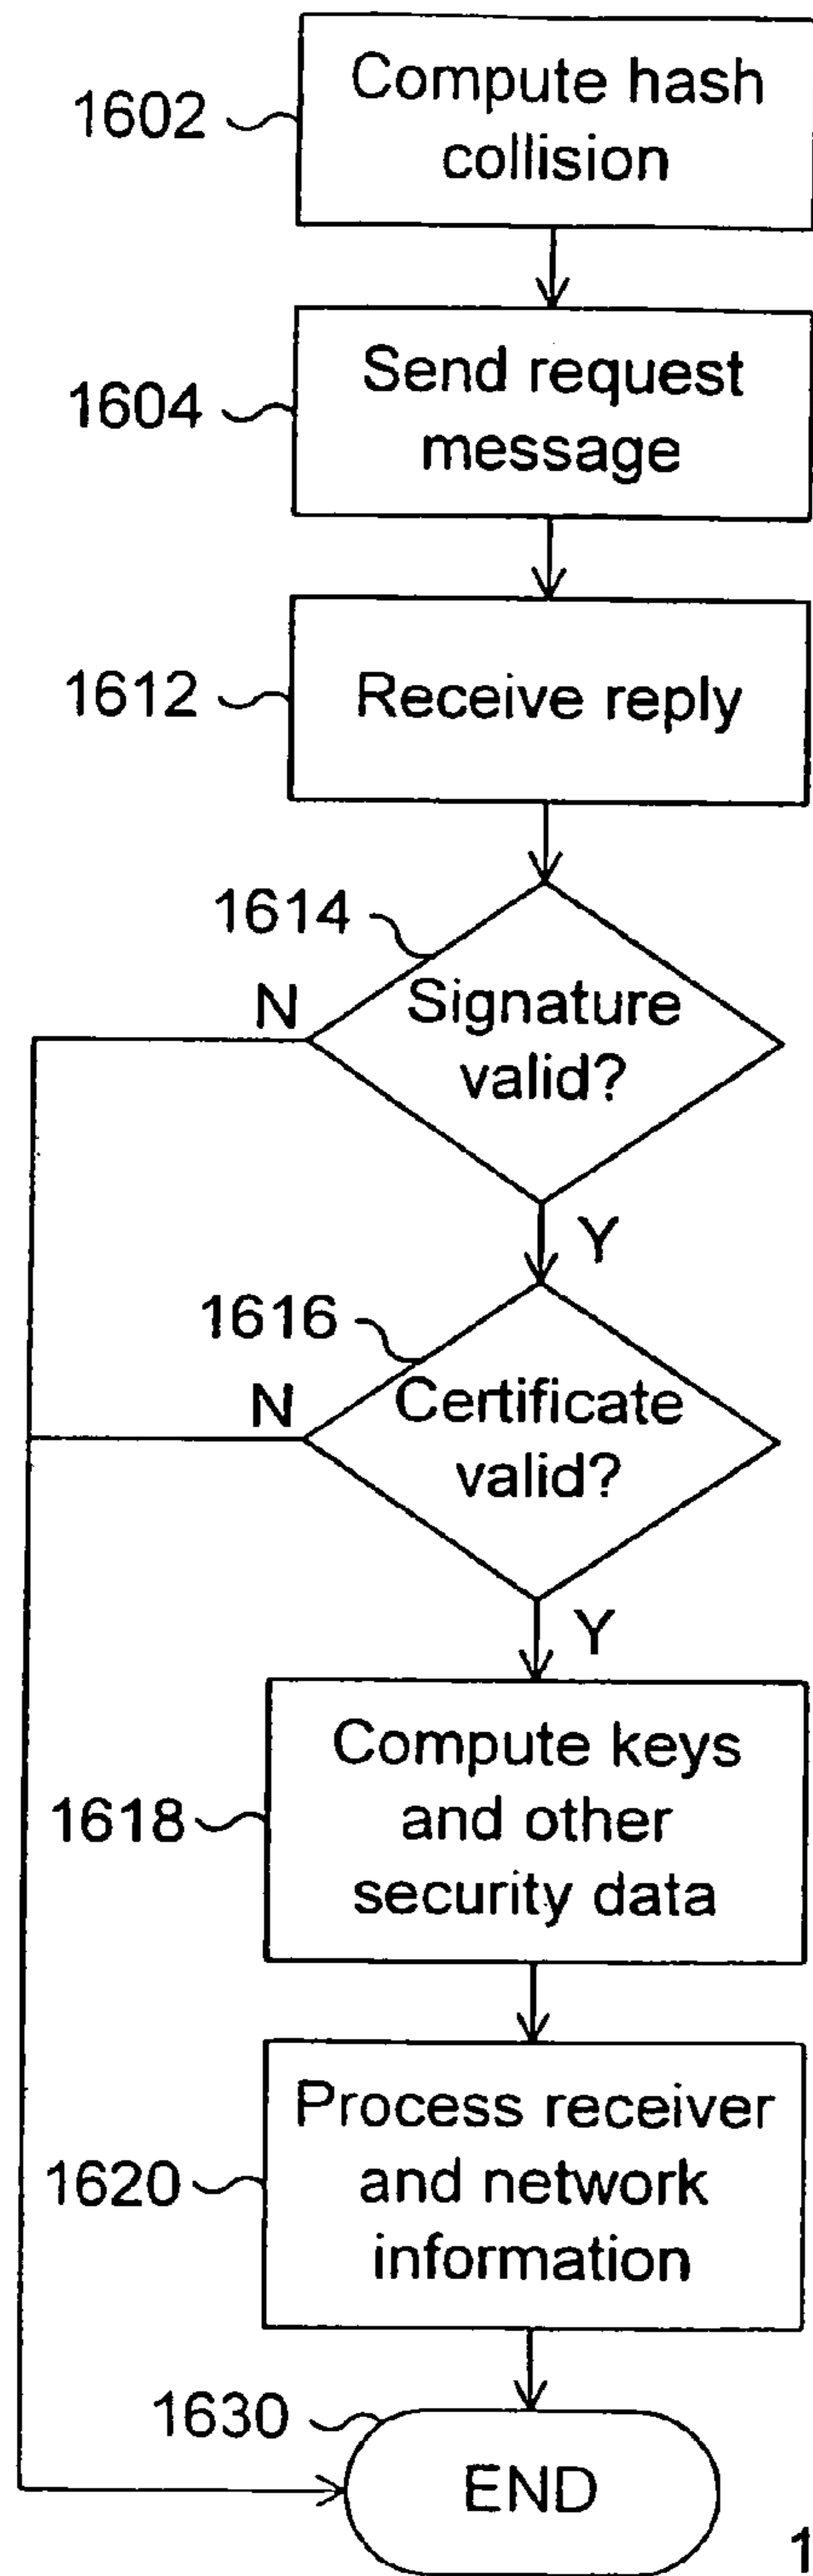 1602
Compute hash
collision
1604
Send request
message
1612
Receive reply
1614
N
Signature
valid?
Y
1616
N
Certificate
valid?
Y
1618
Compute keys
and other
security data
1620
Process receiver
and network
information
1630
END
1